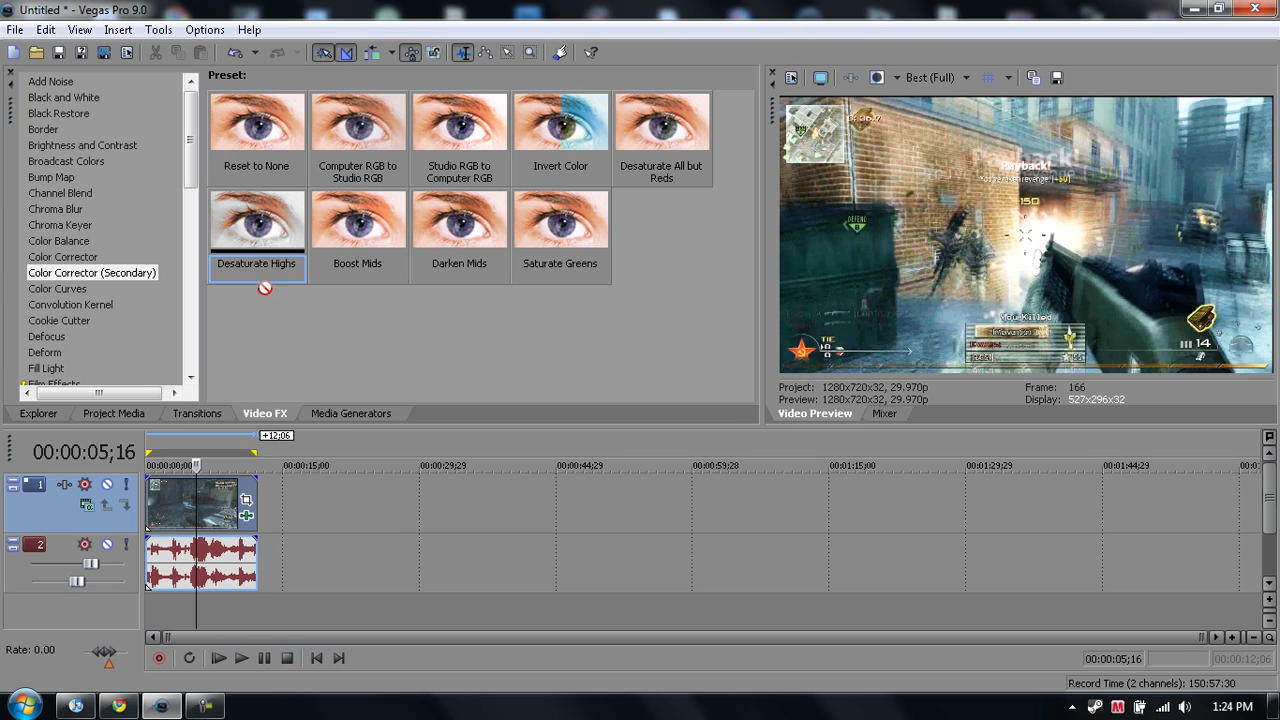 Untitled * - Vegas Pro 9.0
File Edit View Insert Tools Options Help
Add Noise
Black and White
Black Restore
Border
Brightness and Contrast
Broadcast Colors
Bump Map
Channel Blend
Chroma Blur
Chroma Keyer
Color Balance
Color Corrector
Color Corrector (Secondary)
Color Curves
Convolution Kernel
Cookie Cutter
Defocus
Deform
Fill Light
Film Effects
Preset:
Reset to None
Computer RGB to
Studio RGB
Studio RGB to
Computer RGB
Invert Color
Desaturate All but
Reds
Desaturate Highs
Boost Mids
Darken Mids
Saturate Greens
Best (Full)
Payback!
+150
DEFEND
You Killed
TIE
14
Project: 1280x720x32, 29.970p
Frame: 166
Preview: 1280x720x32, 29.970p
Display: 527x296x32
Explorer Project Media Transitions Video FX Media Generators
Video Preview Mixer
+12;06
00:00:05;16
00:00:00;00 00:00:15;00 00:00:29;29 00:00:44;29 00:00:59;28 00:01:15;00 00:01:29;29 00:01:44;29 00:0
1
2
Rate: 0.00
00:00:05;16
00:00:12;06
Record Time (2 channels): 150:57:30
1:24 PM